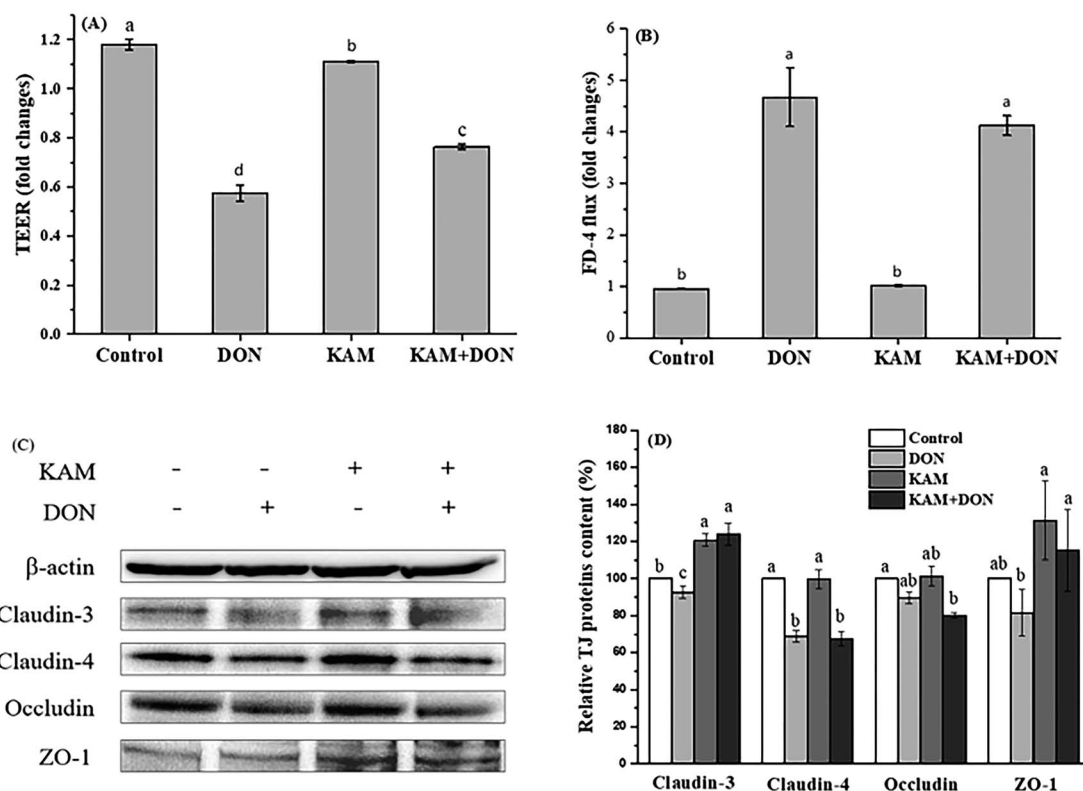 (A)
TEER (fold changes)
1.2
1.0
0.8
0.6
0.4
0.2
0.0
a
d
b
c
Control DON KAM KAM+DON
(B)
FD-4 flux (fold changes)
6
5
4
3
2
1
0
b
a
b
a
Control DON KAM KAM+DON
(C)
KAM - - + +
DON - + - +
β-actin
Claudin-3
Claudin-4
Occludin
ZO-1
(D)
Relative TJ proteins content (%)
180
160
140
120
100
80
60
40
20
0
Control
DON
KAM
KAM+DON
b c a a
a b a b
a ab ab b
ab b a a
Claudin-3 Claudin-4 Occludin ZO-1